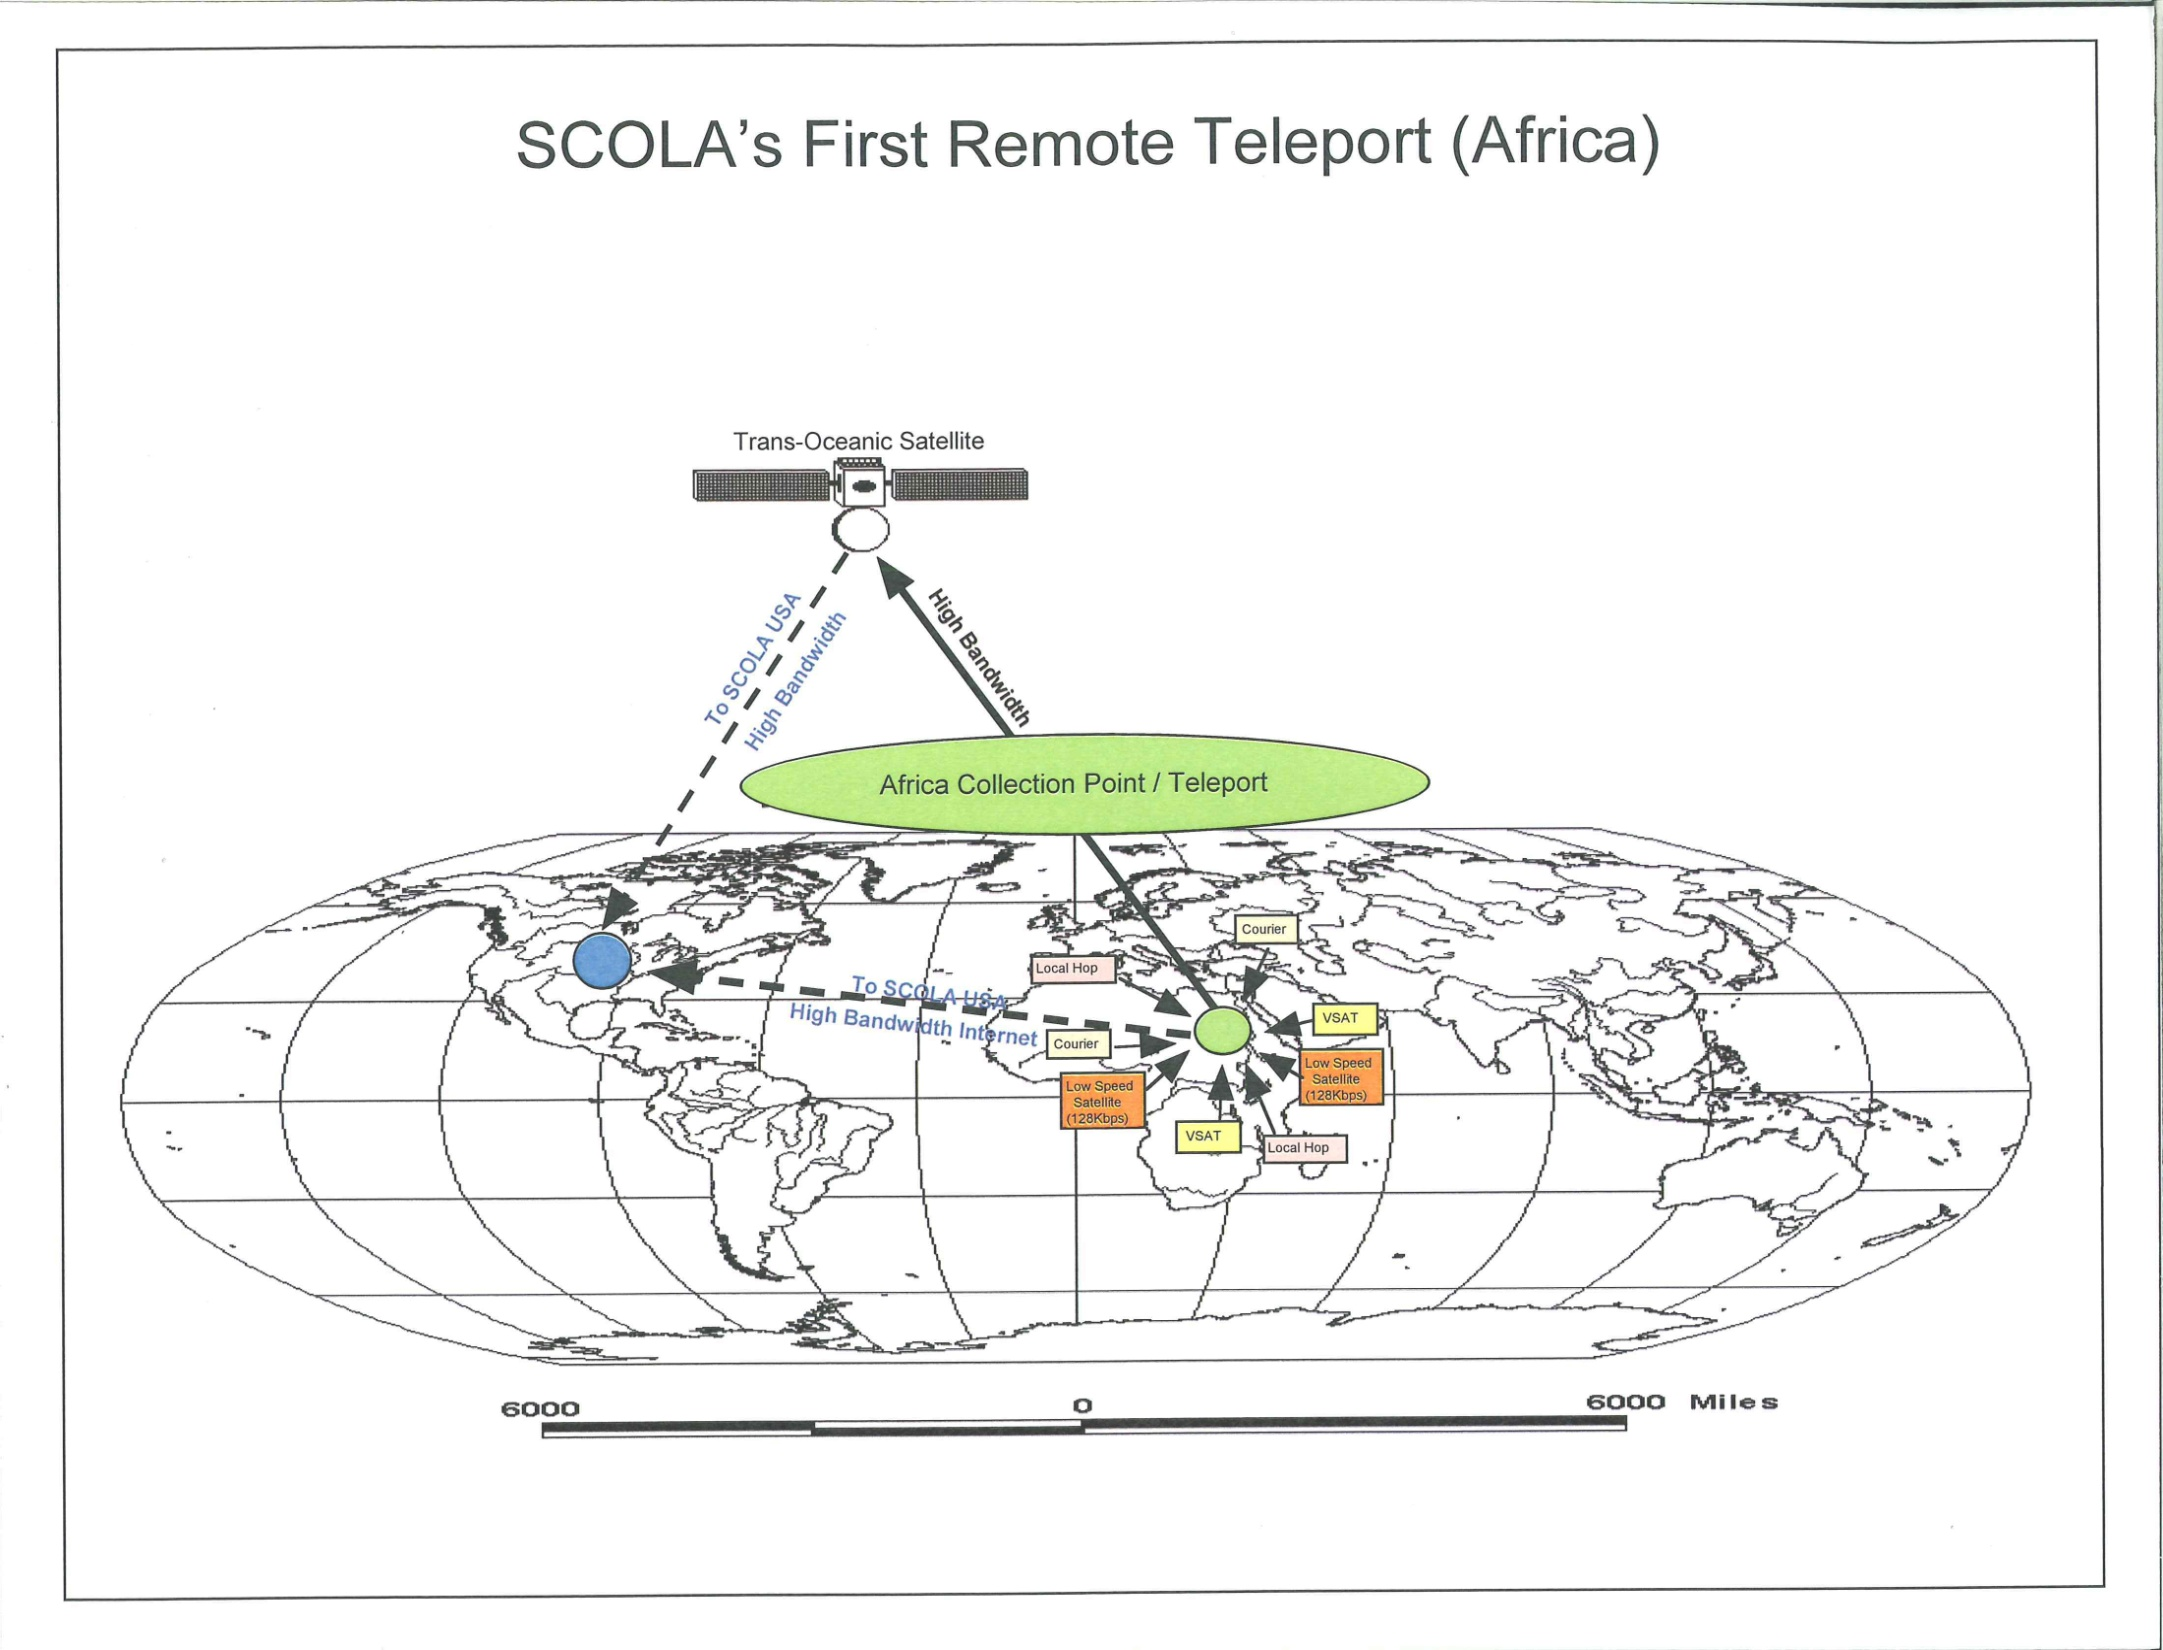 SCOLA's First Remote Teleport (Africa)
Trans-Oceanic Satellite
To SCOLA USA
High Bandwidth
High Bandwidth
Africa Collection Point / Teleport
Courier
Local Hop
To SCOLA USA
High Bandwidth Internet
VSAT
Courier
Low Speed
Satellite
(128Kbps)
Low Speed
Satellite
(128Kbps)
VSAT
Local Hop
6000
0
6000 Miles